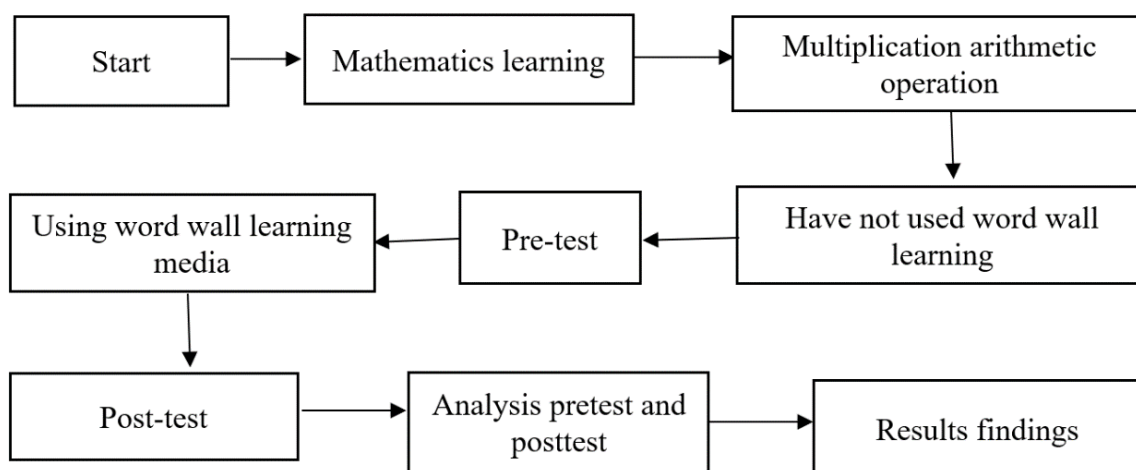 Start
Mathematics learning
Multiplication arithmetic
operation
Have not used word wall
learning
Pre-test
Using word wall learning
media
Post-test
Analysis pretest and
posttest
Results findings